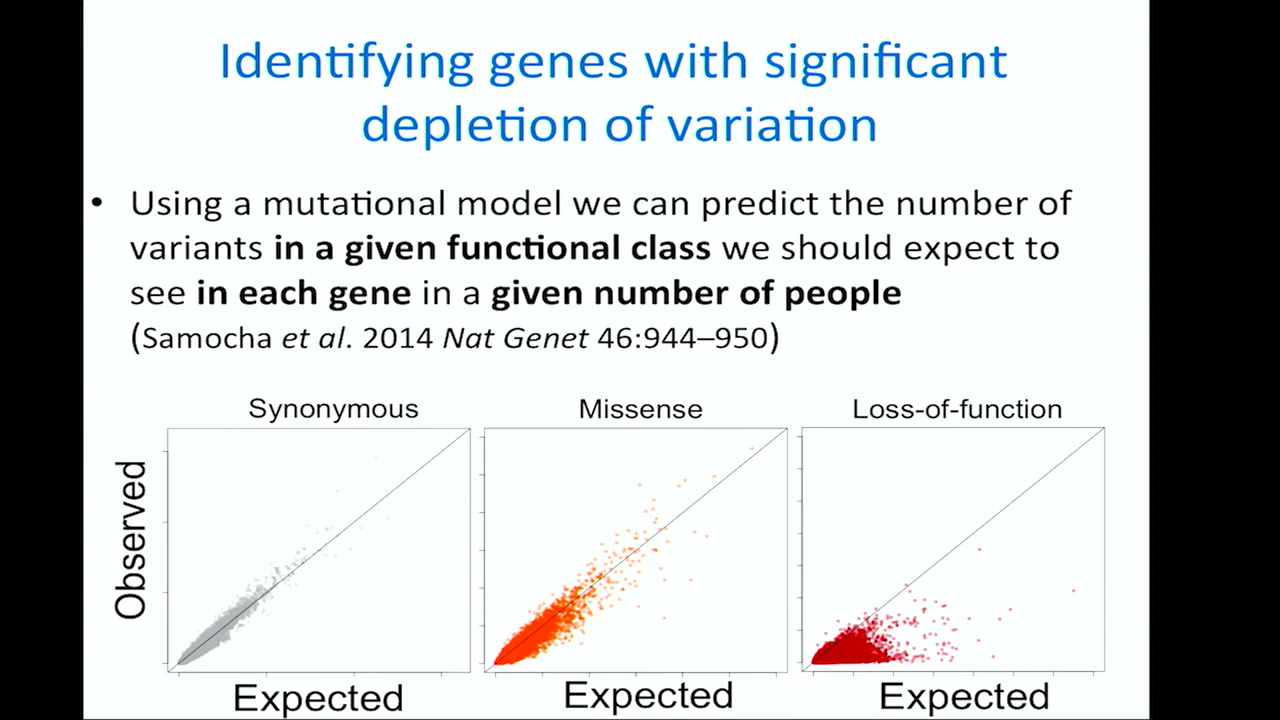 Identifying genes with significant
depletion of variation
• Using a mutational model we can predict the number of
variants in a given functional class we should expect to
see in each gene in a given number of people
(Samocha et al. 2014 Nat Genet 46:944–950)
Synonymous
Missense
Loss-of-function
Observed
Expected
Expected
Expected